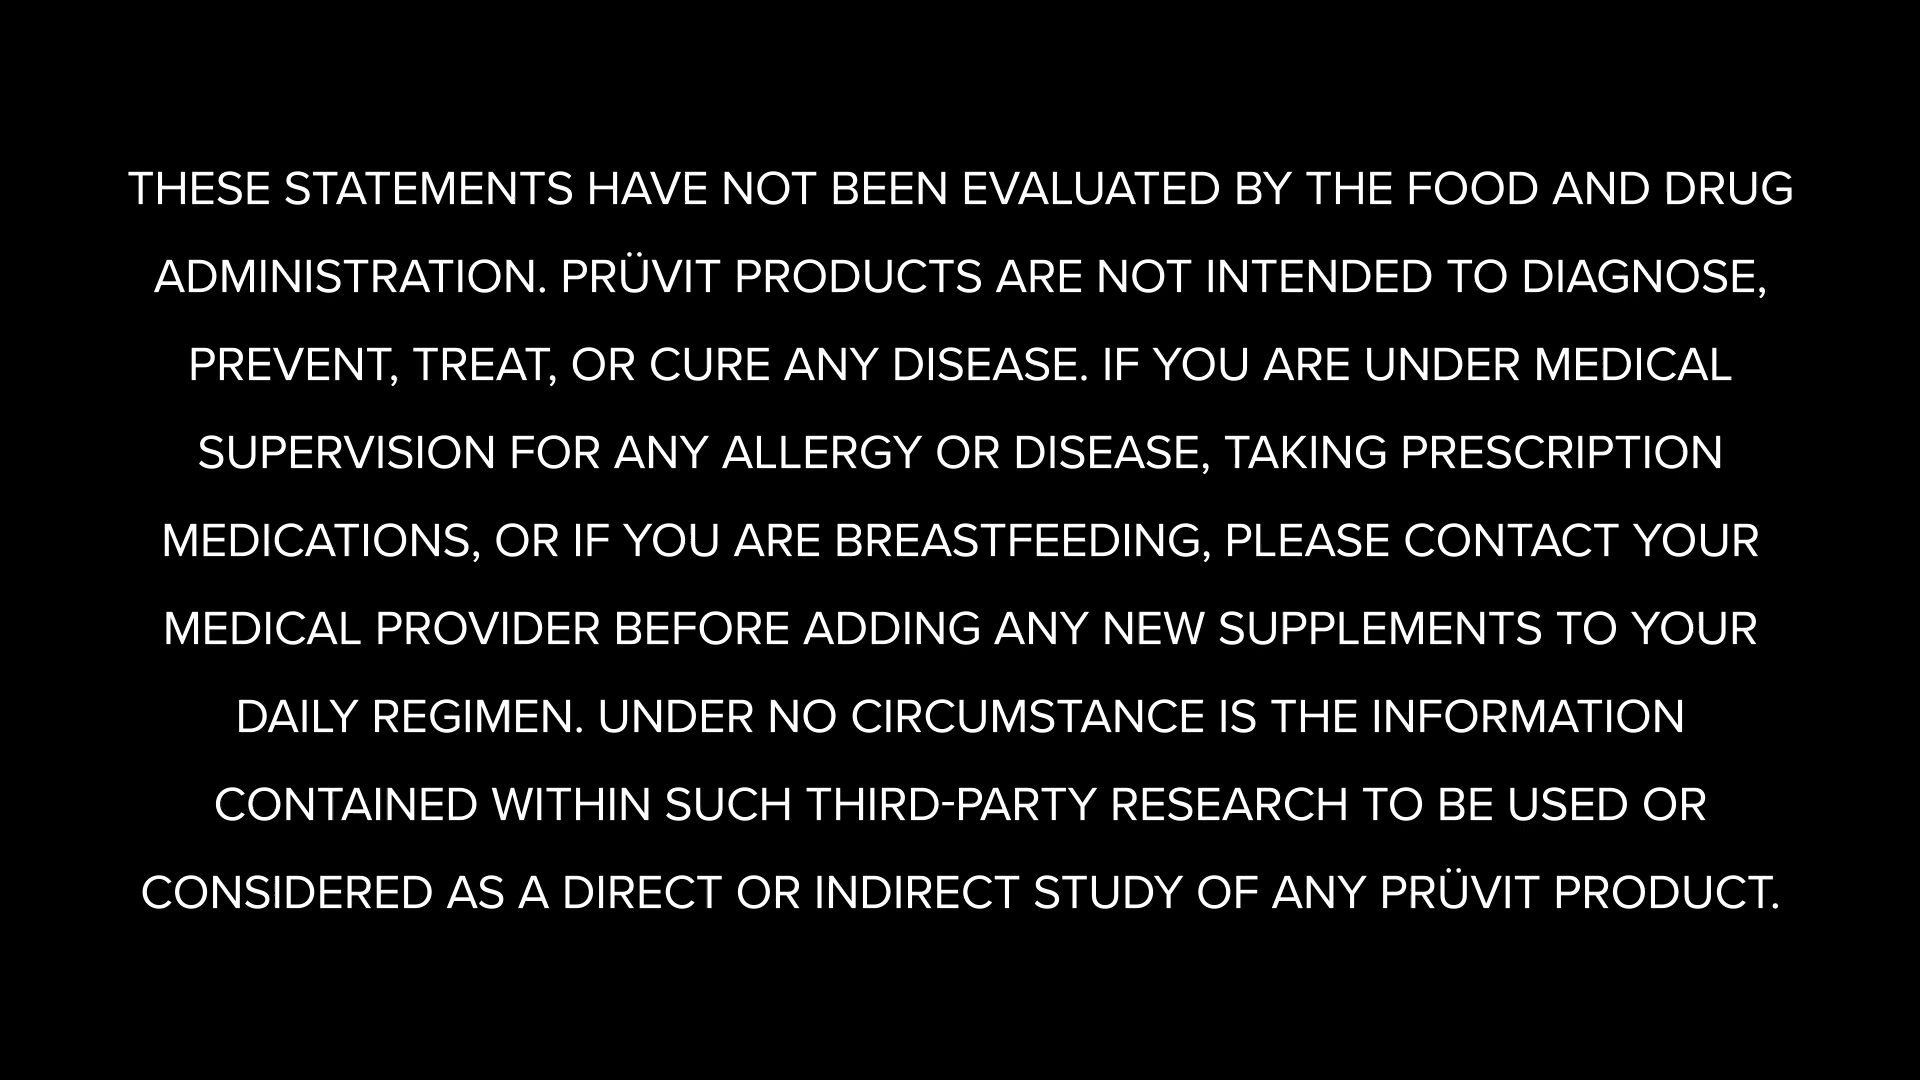 THESE STATEMENTS HAVE NOT BEEN EVALUATED BY THE FOOD AND DRUG
ADMINISTRATION. PRÜVIT PRODUCTS ARE NOT INTENDED TO DIAGNOSE,
PREVENT, TREAT, OR CURE ANY DISEASE. IF YOU ARE UNDER MEDICAL
SUPERVISION FOR ANY ALLERGY OR DISEASE, TAKING PRESCRIPTION
MEDICATIONS, OR IF YOU ARE BREASTFEEDING, PLEASE CONTACT YOUR
MEDICAL PROVIDER BEFORE ADDING ANY NEW SUPPLEMENTS TO YOUR
DAILY REGIMEN. UNDER NO CIRCUMSTANCE IS THE INFORMATION
CONTAINED WITHIN SUCH THIRD-PARTY RESEARCH TO BE USED OR
CONSIDERED AS A DIRECT OR INDIRECT STUDY OF ANY PRÜVIT PRODUCT.